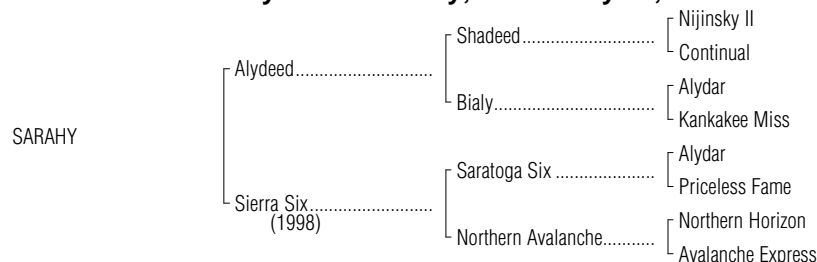 Nijinsky II
Shadeed......................
Continual
Alydeed............................
Alydar
Bialy...............................
Kankakee Miss
SARAHY
Alydar
Saratoga Six ..................
Priceless Fame
Sierra Six.........................
(1998)
Northern Horizon
Northern Avalanche...........
Avalanche Express